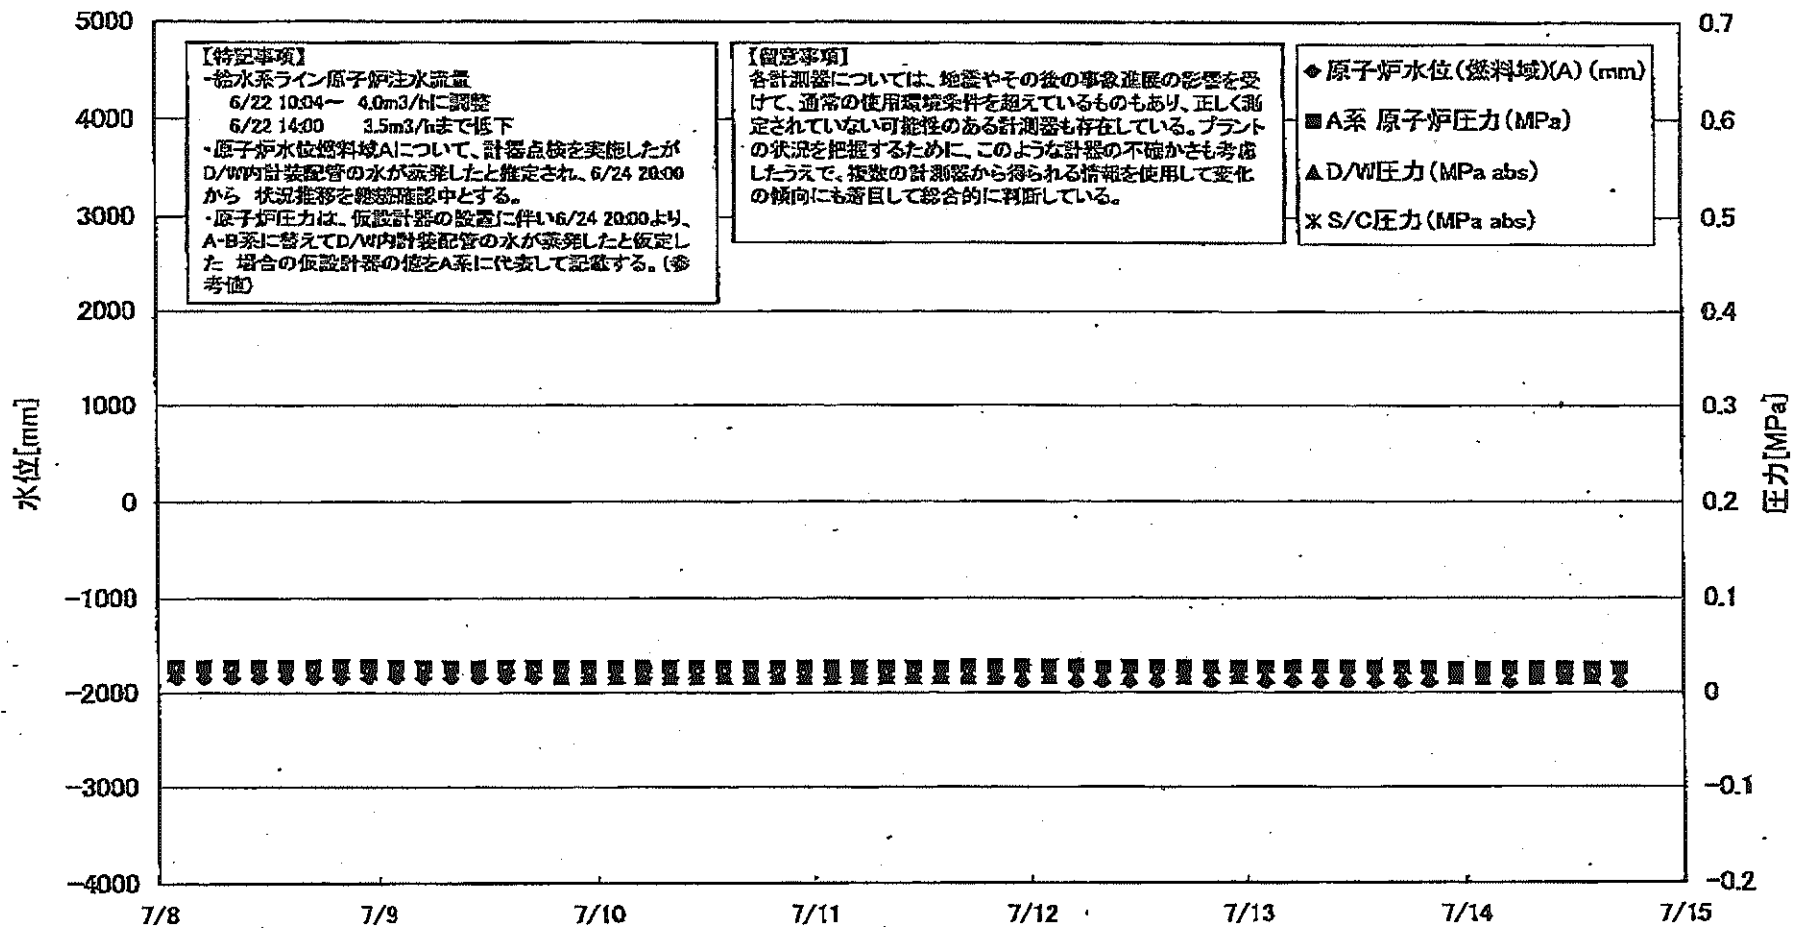 5000
4000
3000
2000
1000
0
-1000
-2000
-3000
-4000
水位[mm]
【特記事項】
・給水系ライン原子炉注水流量
6/22 10:04～ 4.0m3/hに調整
6/22 14:00 3.5m3/hまで低下
・原子炉水位燃料域Aについて、計器点検を実施したが
D/W内計装配管の水が蒸発したと推定され、6/24 20:00
から 状況推移を継続確認中とする。
・原子炉圧力は、仮設計器の設置に伴い6/24 20:00より、
A・B系に替えてD/W内計装配管の水が蒸発したと仮定し
た 場合の仮設計器の値をA系に代表して記載する。(参
考値)
【留意事項】
各計測器については、地震やその後の事象進展の影響を受
けて、通常の使用環境条件を超えているものもあり、正しく測
定されていない可能性のある計測器も存在している。プラント
の状況を把握するために、このような計器の不確かさも考慮
したうえで、複数の計測器から得られる情報を使用して変化
の傾向にも着目して総合的に判断している。
◆原子炉水位(燃料域)(A)(mm)
■A系 原子炉圧力(MPa)
▲D/W圧力(MPa abs)
ж S/C圧力(MPa abs)
0.7
0.6
0.5
0.4
0.3
0.2
0.1
0
-0.1
-0.2
圧力[MPa]
7/8 7/9 7/10 7/11 7/12 7/13 7/14 7/15